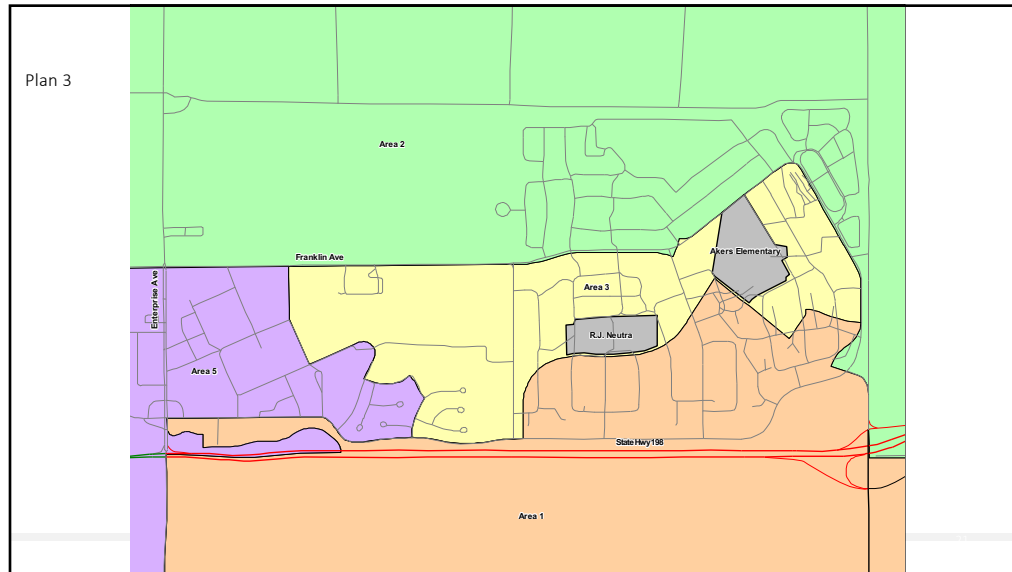 Plan 3
Area 2
Akers Elementary
Franklin Ave
Enterprise Ave
Area 3
R.J. Neutra
Area 5
State Hwy 198
Area 1